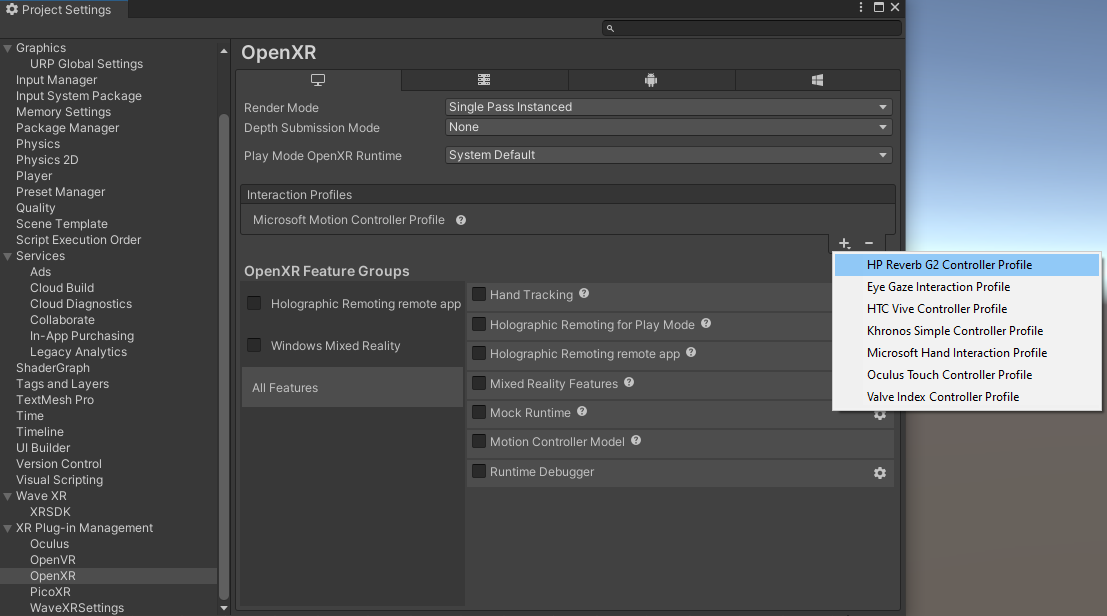 Project Settings
Graphics
URP Global Settings
Input Manager
Input System Package
Memory Settings
Package Manager
Physics
Physics 2D
Player
Preset Manager
Quality
Scene Template
Script Execution Order
Services
Ads
Cloud Build
Cloud Diagnostics
Collaborate
In-App Purchasing
Legacy Analytics
ShaderGraph
Tags and Layers
TextMesh Pro
Time
Timeline
UI Builder
Version Control
Visual Scripting
Wave XR
XRSDK
XR Plug-in Management
Oculus
OpenVR
OpenXR
PicoXR
WaveXRSettings
OpenXR
Render Mode Single Pass Instanced
Depth Submission Mode None
Play Mode OpenXR Runtime System Default
Interaction Profiles
Microsoft Motion Controller Profile
OpenXR Feature Groups
Holographic Remoting remote app
Windows Mixed Reality
All Features
Hand Tracking
Holographic Remoting for Play Mode
Holographic Remoting remote app
Mixed Reality Features
Mock Runtime
Motion Controller Model
Runtime Debugger
HP Reverb G2 Controller Profile
Eye Gaze Interaction Profile
HTC Vive Controller Profile
Khronos Simple Controller Profile
Microsoft Hand Interaction Profile
Oculus Touch Controller Profile
Valve Index Controller Profile